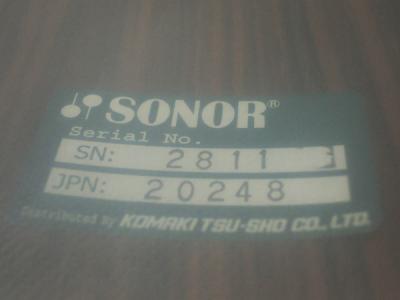 SONOR®
Serial No.
SN: 2811
JPN: 20248
Distributed by KOMAKI TSU-SHO CO., LTD.